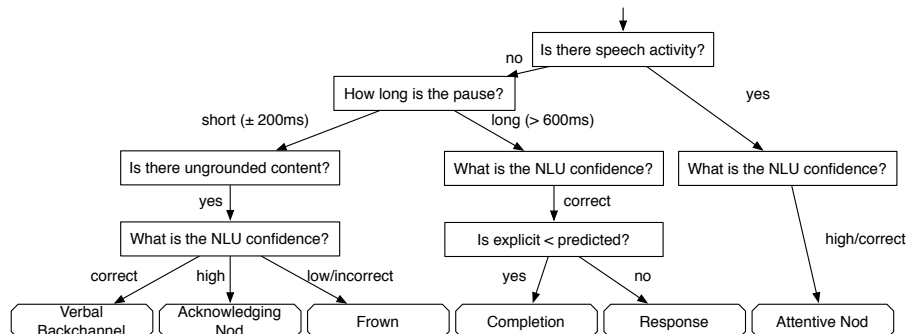 Is there speech activity?
no
yes
How long is the pause?
short (± 200ms)
long (> 600ms)
Is there ungrounded content?
What is the NLU confidence?
What is the NLU confidence?
yes
correct
What is the NLU confidence?
Is explicit < predicted?
high/correct
correct
high
low/incorrect
yes
no
Verbal
Backchannel
Acknowledging
Nod
Frown
Completion
Response
Attentive Nod